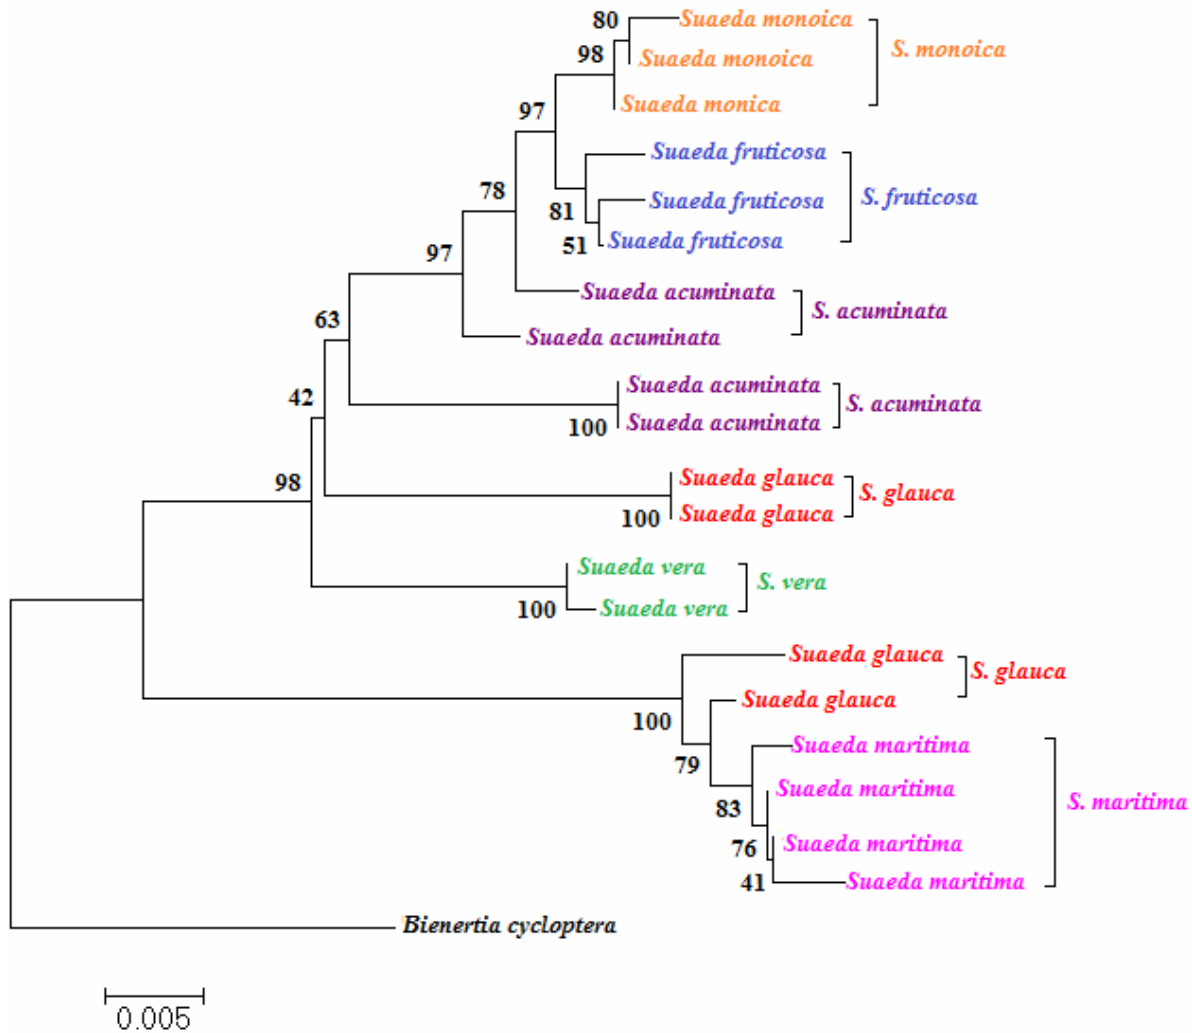 80
Suaeda monoica
98
Suaeda monoica
S. monoica
Suaeda monica
97
Suaeda fruticosa
78
Suaeda fruticosa
S. fruticosa
81
51
Suaeda fruticosa
97
Suaeda acuminata
S. acuminata
63
Suaeda acuminata
42
Suaeda acuminata
S. acuminata
100
Suaeda acuminata
98
Suaeda glauca
S. glauca
100
Suaeda glauca
Suaeda vera
S. vera
100
Suaeda vera
Suaeda glauca
S. glauca
Suaeda glauca
100
79
Suaeda maritima
Suaeda maritima
S. maritima
83
76
Suaeda maritima
41
Suaeda maritima
Bienertia cycloptera
0.005